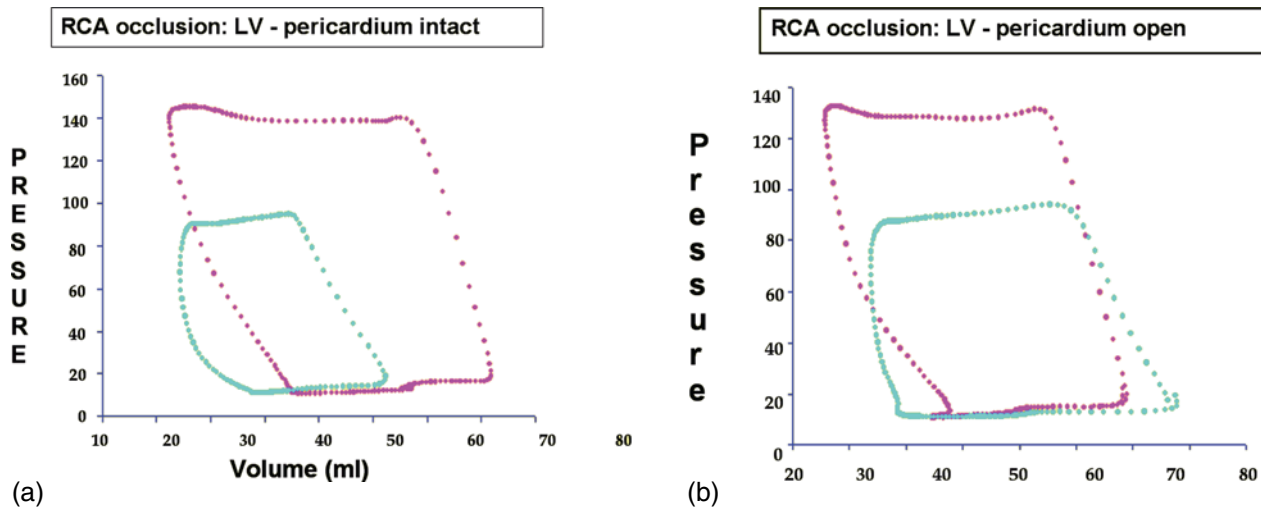 RCA occlusion: LV - pericardium intact
PRESSURE
160
140
120
100
80
60
40
20
0
10 20 30 40 50 60 70 80
Volume (ml)
(a)
RCA occlusion: LV - pericardium open
Pressure
140
120
100
80
60
40
20
0
20 30 40 50 60 70 80
(b)